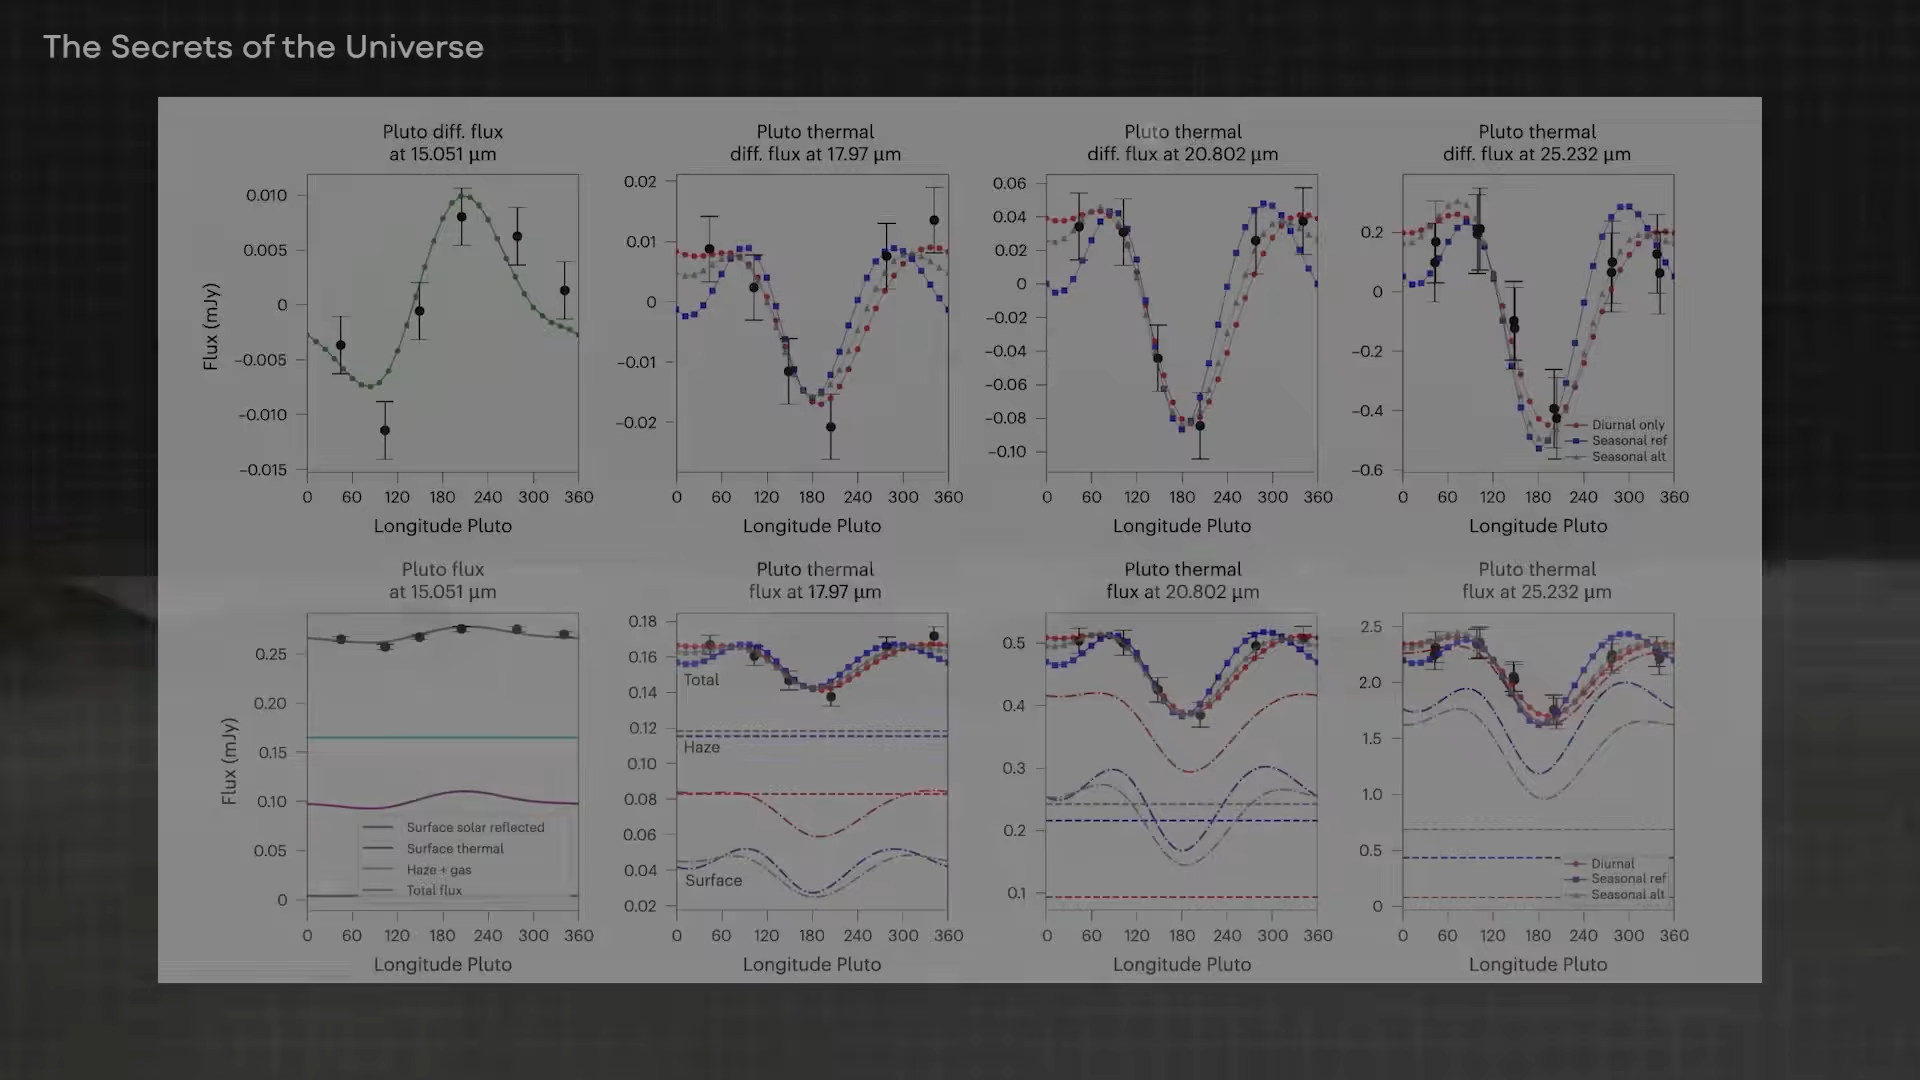 The Secrets of the Universe
Pluto diff. flux
at 15.051 μm
Pluto thermal
diff. flux at 17.97 μm
Pluto thermal
diff. flux at 20.802 μm
Pluto thermal
diff. flux at 25.232 μm
Flux (mJy)
0.010
0.005
0
−0.005
−0.010
−0.015
0.02
0.01
0
−0.01
−0.02
0.06
0.04
0.02
0
−0.02
−0.04
−0.06
−0.08
−0.10
0.2
0
−0.2
−0.4
−0.6
Diurnal only
Seasonal ref
Seasonal alt
0 60 120 180 240 300 360
0 60 120 180 240 300 360
0 60 120 180 240 300 360
0 60 120 180 240 300 360
Longitude Pluto
Longitude Pluto
Longitude Pluto
Longitude Pluto
Pluto flux
at 15.051 μm
Pluto thermal
flux at 17.97 μm
Pluto thermal
flux at 20.802 μm
Pluto thermal
flux at 25.232 μm
Flux (mJy)
0.25
0.20
0.15
0.10
0.05
0
Surface solar reflected
Surface thermal
Haze + gas
Total flux
0.18
0.16
0.14
0.12
0.10
0.08
0.06
0.04
0.02
Total
Haze
Surface
0.5
0.4
0.3
0.2
0.1
2.5
2.0
1.5
1.0
0.5
0
Diurnal
Seasonal ref
Seasonal alt
0 60 120 180 240 300 360
0 60 120 180 240 300 360
0 60 120 180 240 300 360
0 60 120 180 240 300 360
Longitude Pluto
Longitude Pluto
Longitude Pluto
Longitude Pluto